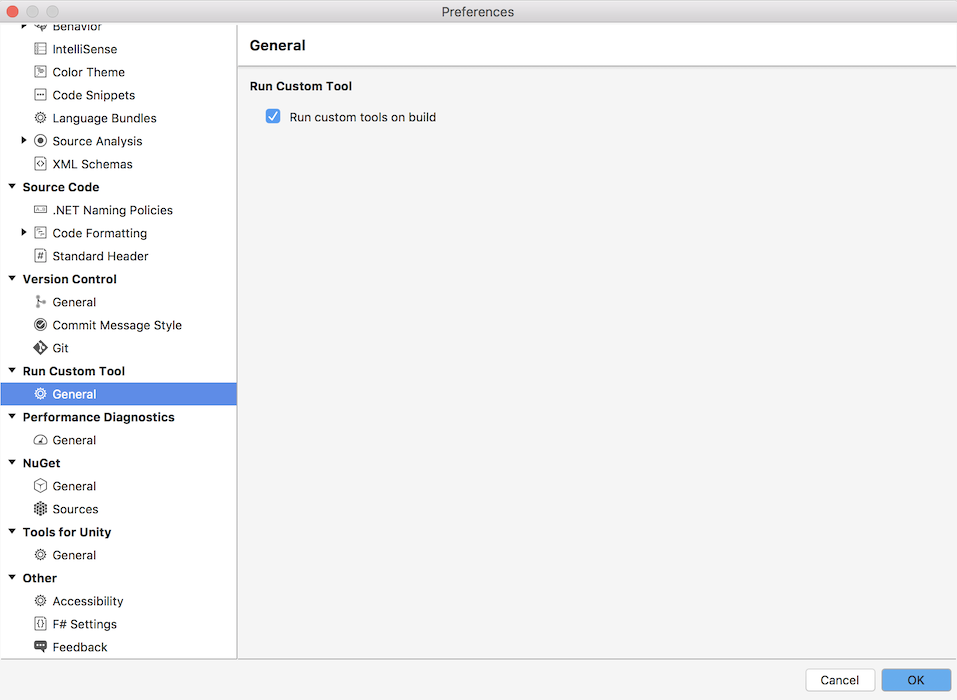 Preferences
Behavior
IntelliSense
Color Theme
Code Snippets
Language Bundles
Source Analysis
XML Schemas
Source Code
.NET Naming Policies
Code Formatting
Standard Header
Version Control
General
Commit Message Style
Git
Run Custom Tool
General
Performance Diagnostics
General
NuGet
General
Sources
Tools for Unity
General
Other
Accessibility
F# Settings
Feedback
General
Run Custom Tool
Run custom tools on build
Cancel
OK